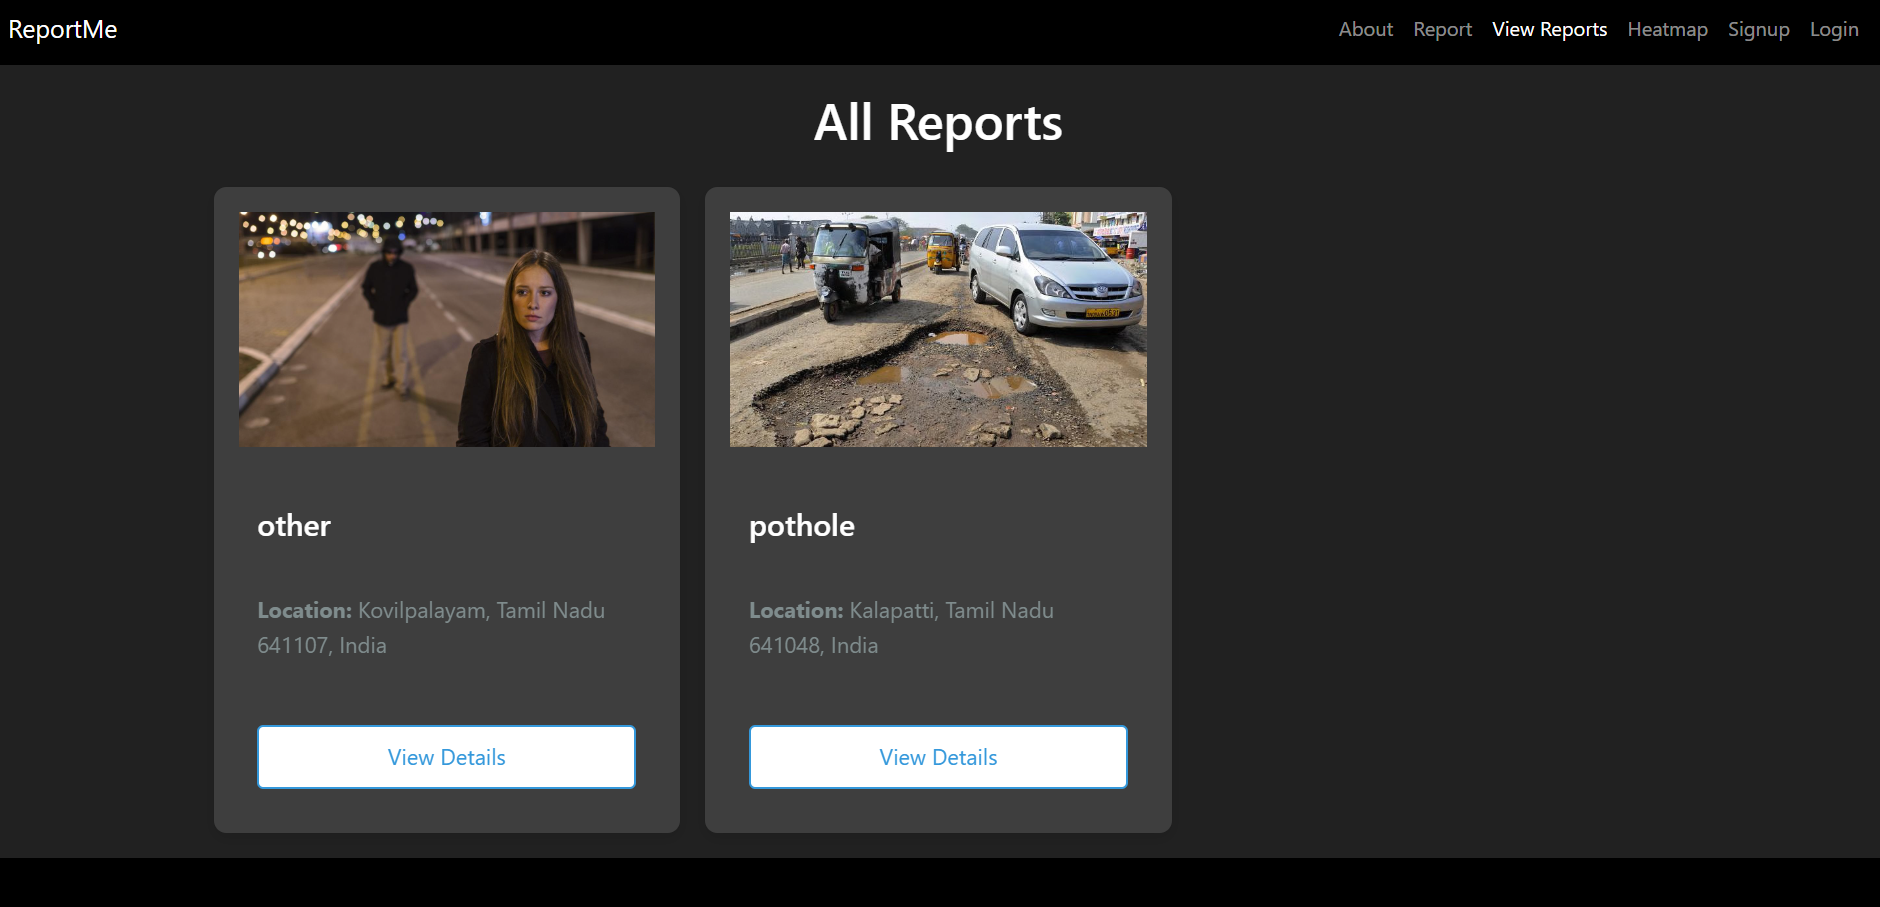 ReportMe
About Report View Reports Heatmap Signup Login
All Reports
other
Location: Kovilpalayam, Tamil Nadu
641107, India
View Details
pothole
Location: Kalapatti, Tamil Nadu
641048, India
View Details